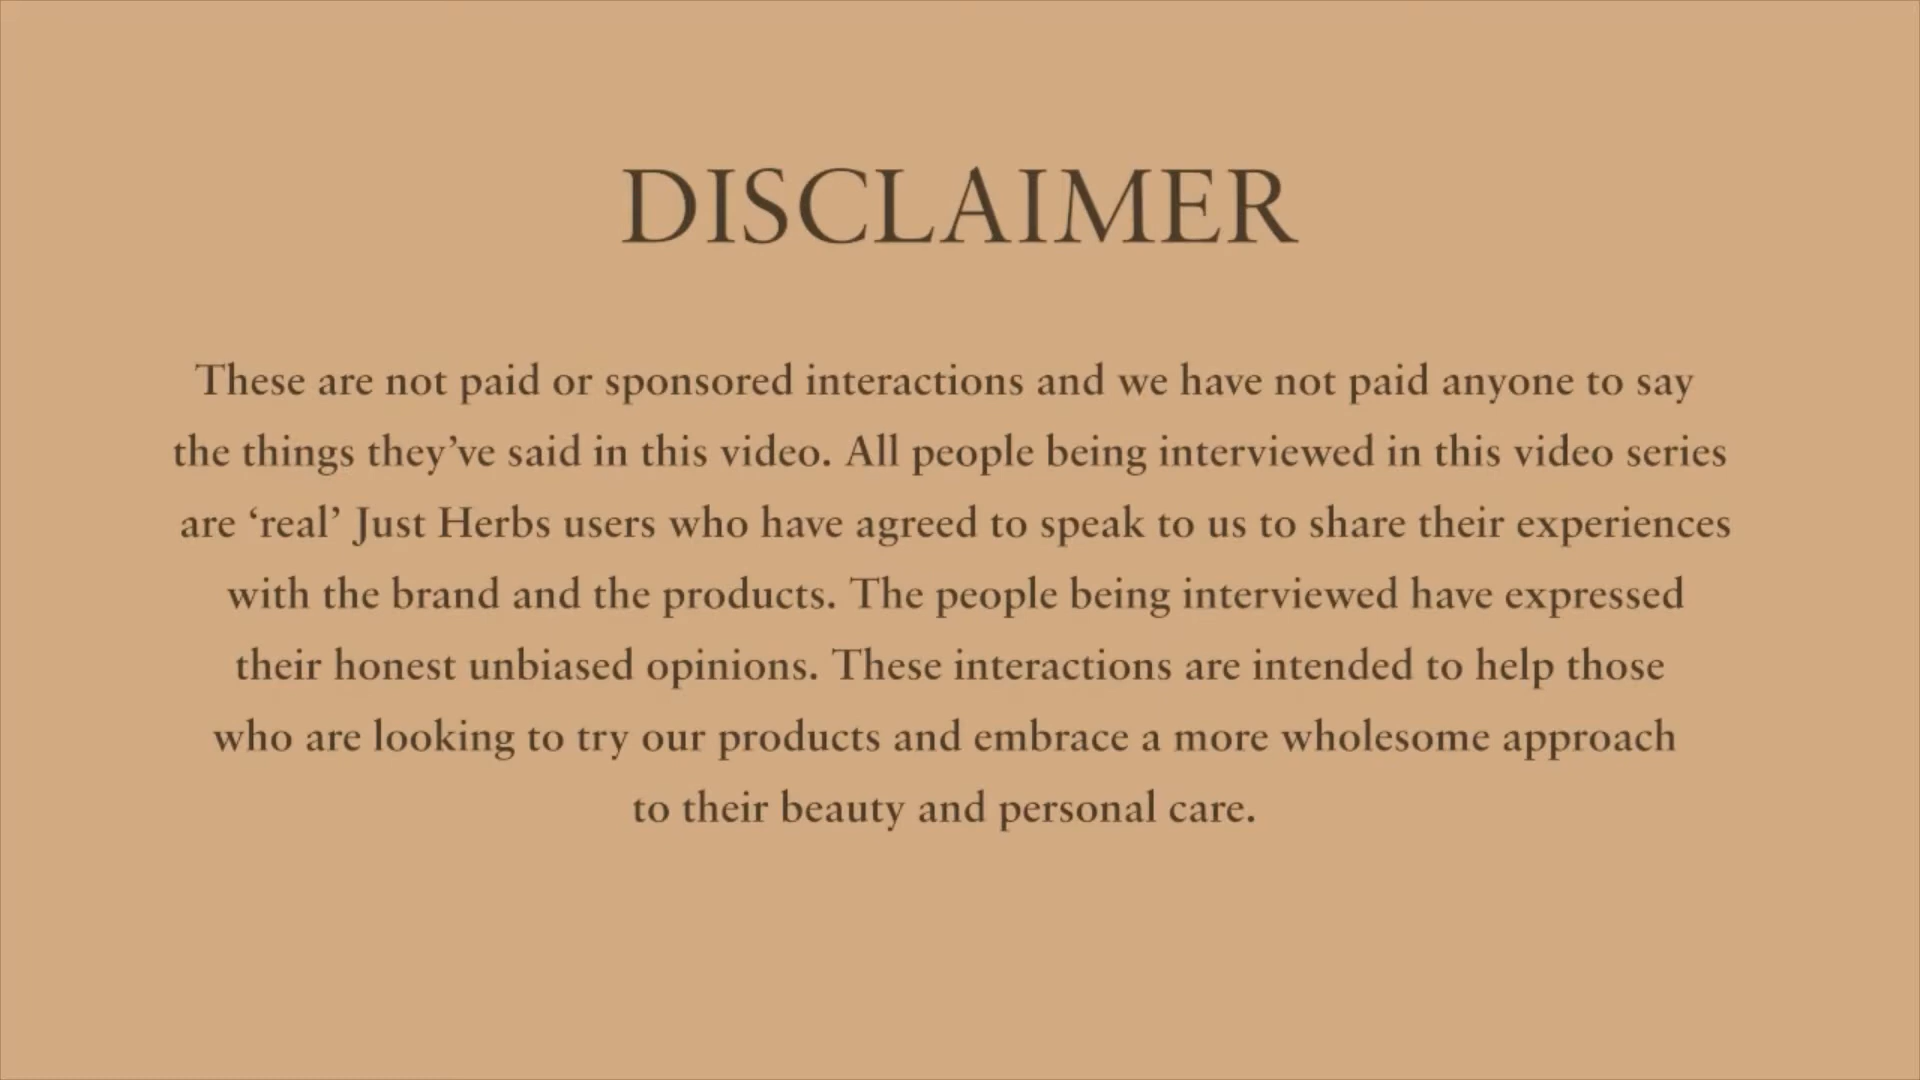 DISCLAIMER
These are not paid or sponsored interactions and we have not paid anyone to say
the things they’ve said in this video. All people being interviewed in this video series
are ‘real’ Just Herbs users who have agreed to speak to us to share their experiences
with the brand and the products. The people being interviewed have expressed
their honest unbiased opinions. These interactions are intended to help those
who are looking to try our products and embrace a more wholesome approach
to their beauty and personal care.